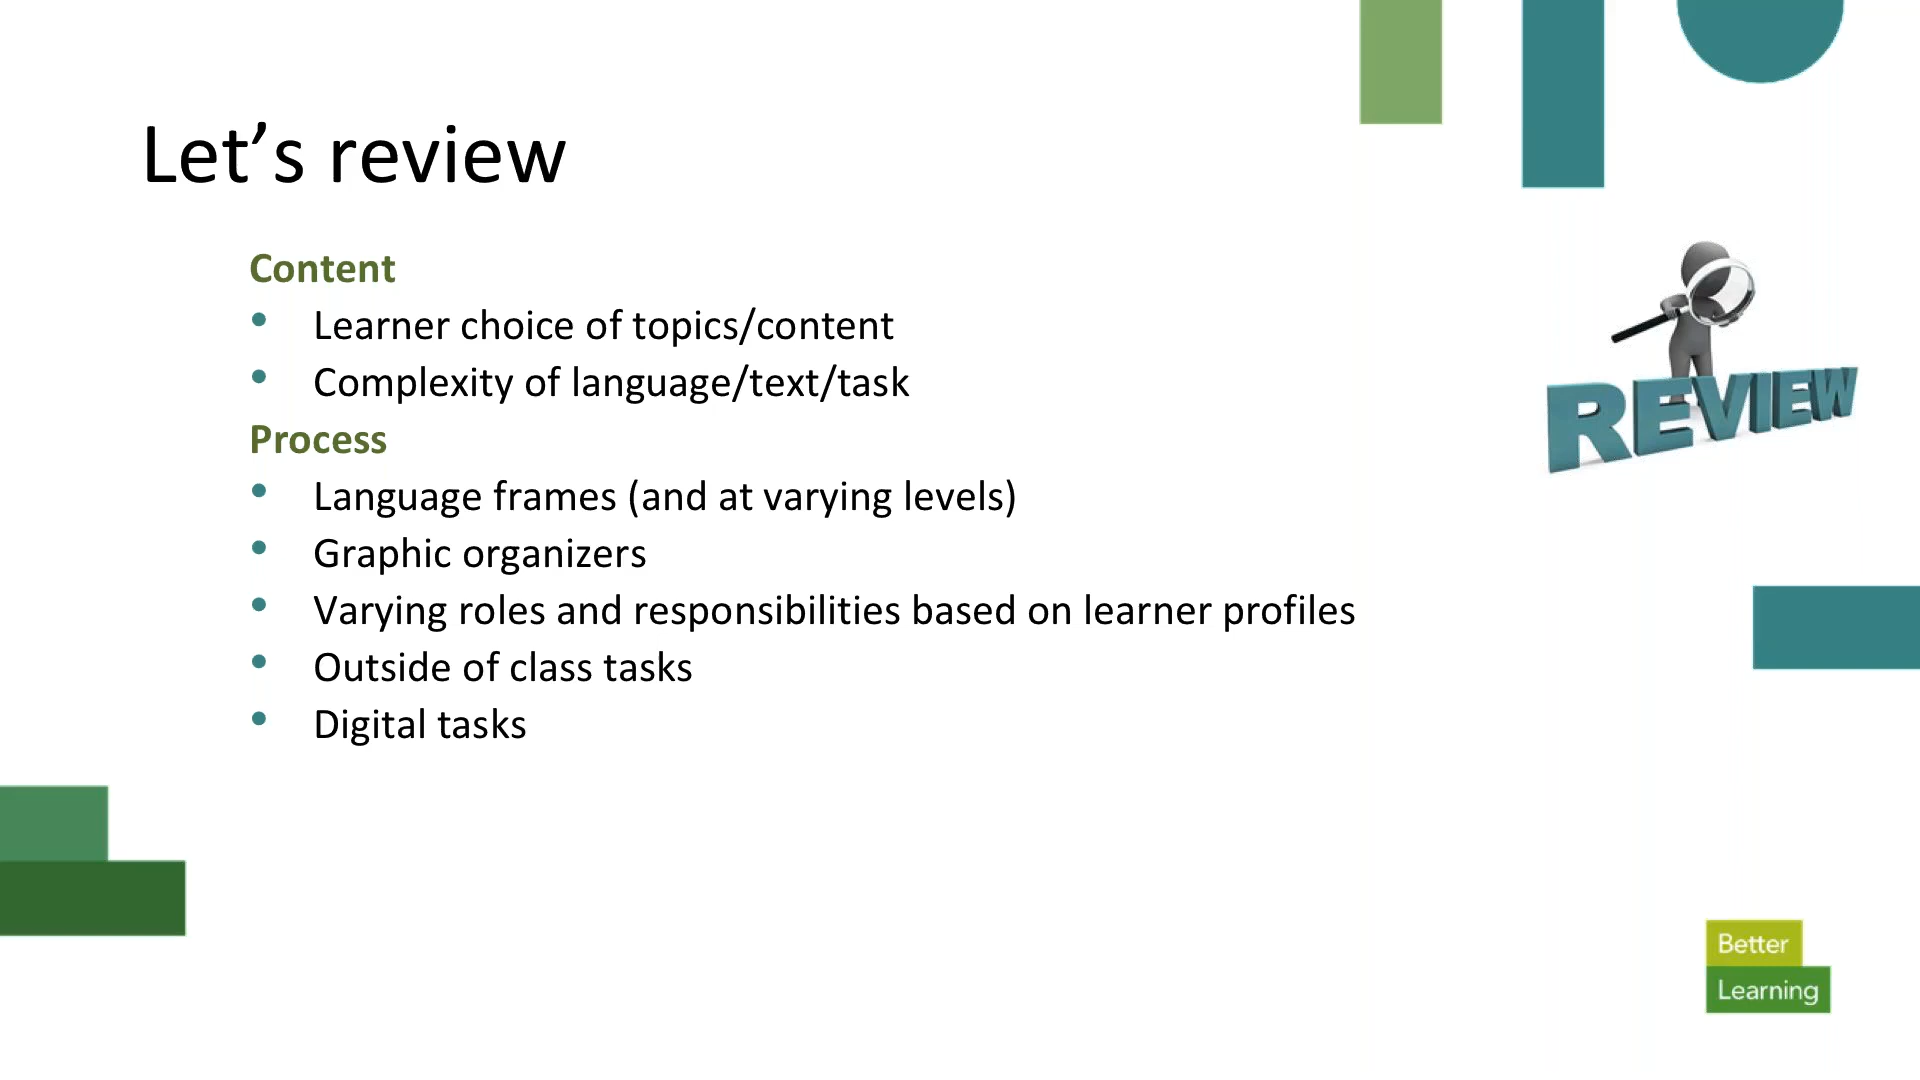 Let’s review
Content
• Learner choice of topics/content
• Complexity of language/text/task
Process
• Language frames (and at varying levels)
• Graphic organizers
• Varying roles and responsibilities based on learner profiles
• Outside of class tasks
• Digital tasks
REVIEW
Better
Learning